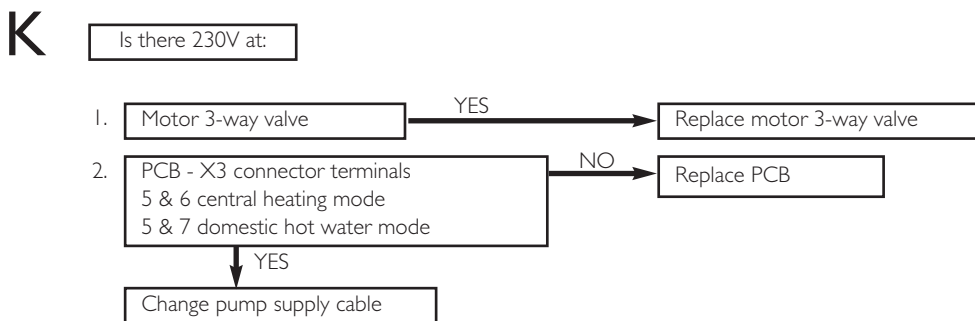 K
Is there 230V at:
1. Motor 3-way valve
YES
Replace motor 3-way valve
2. PCB - X3 connector terminals
5 & 6 central heating mode
5 & 7 domestic hot water mode
NO
Replace PCB
YES
Change pump supply cable